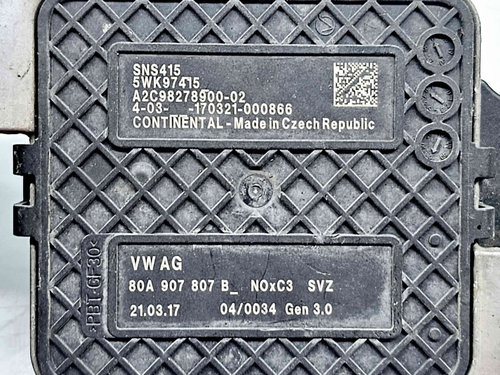 SNS415
5WK97415
A2C98278900-02
4-03- -170321-000866
CONTINENTAL - Made in Czech Republic
>PBT-GF30<
VW AG
80A 907 807 B_ NOxC3 SVZ
21.03.17 04/0034 Gen 3.0